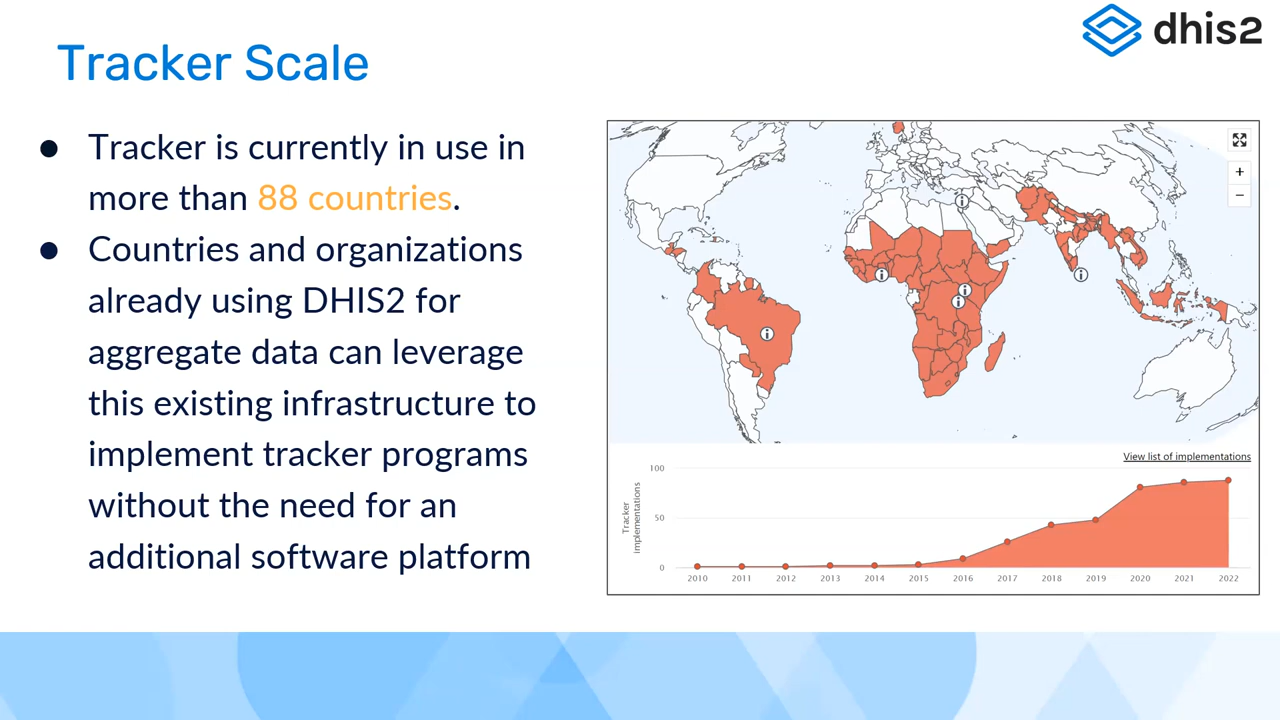 dhis2
Tracker Scale
● Tracker is currently in use in
more than 88 countries.
● Countries and organizations
already using DHIS2 for
aggregate data can leverage
this existing infrastructure to
implement tracker programs
without the need for an
additional software platform
+
−
i
i
i
i
i
i
View list of implementations
Tracker
implementations
100
50
0
2010 2011 2012 2013 2014 2015 2016 2017 2018 2019 2020 2021 2022